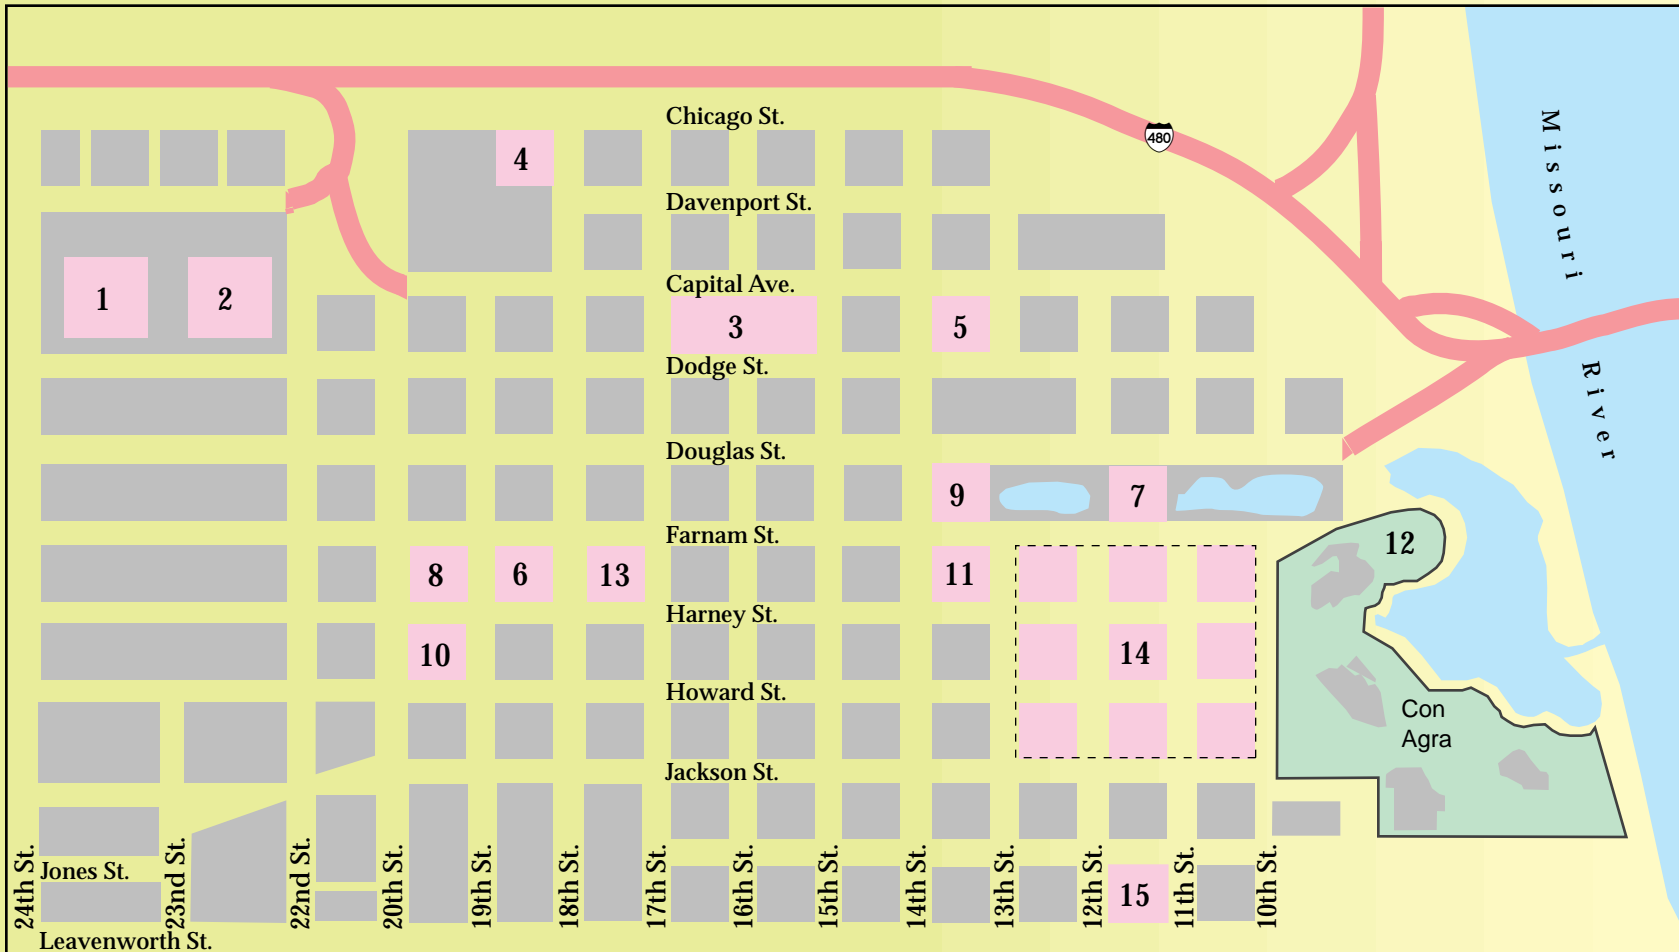 Chicago St.
480
4
Missouri
Davenport St.
1
2
Capital Ave.
3
5
Dodge St.
River
Douglas St.
9
7
Farnam St.
12
8
6
13
11
Harney St.
10
14
Howard St.
Con
Agra
Jackson St.
24th St.
Jones St.
23nd St.
22nd St.
20th St.
19th St.
18th St.
17th St.
16th St.
15th St.
14th St.
13th St.
12th St.
15
11th St.
10th St.
Leavenworth St.